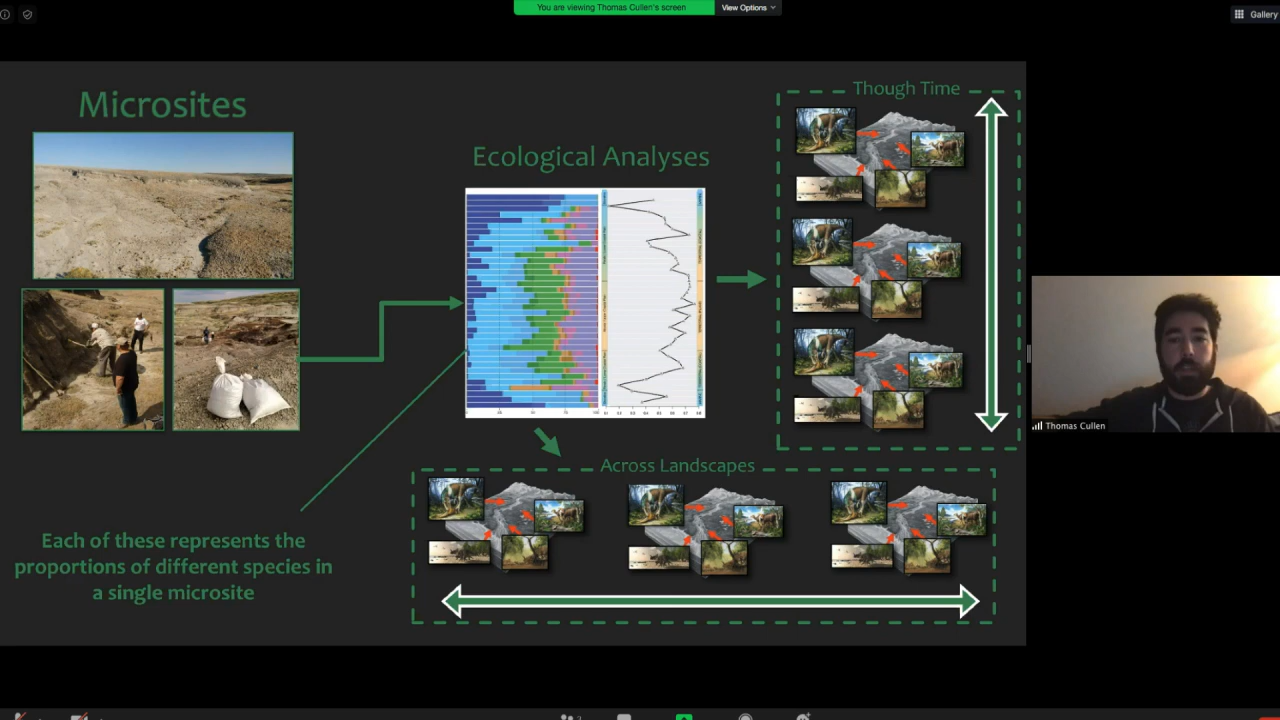 You are viewing Thomas Cullen's screen
View Options
Gallery
Microsites
Ecological Analyses
Though Time
Across Landscapes
Each of these represents the
proportions of different species in
a single microsite
Thomas Cullen